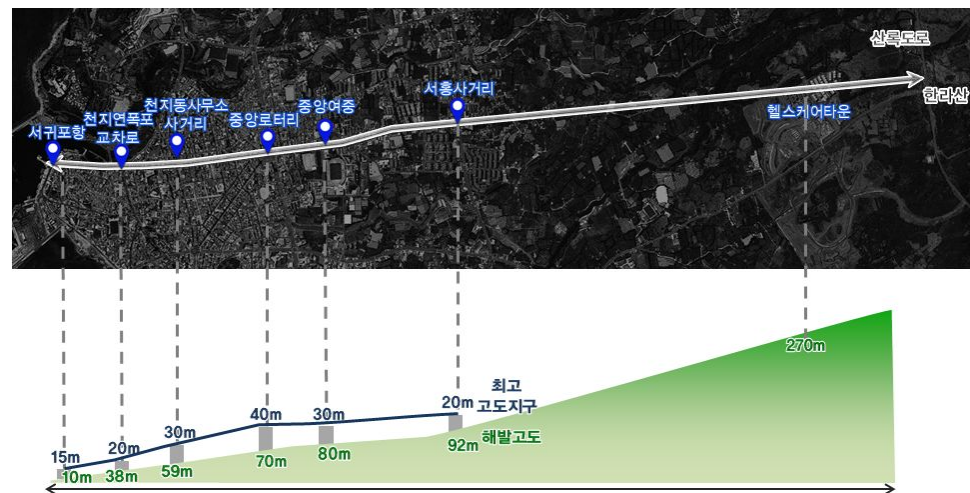 산록도로
한라산
헬스케어타운
서홍사거리
중앙여중
중앙로터리
천지동사무소
사거리
천지연폭포
교차로
서귀포항
270m
최고
고도지구
20m
30m
40m
30m
20m
15m
해발고도
92m
80m
70m
59m
38m
10m